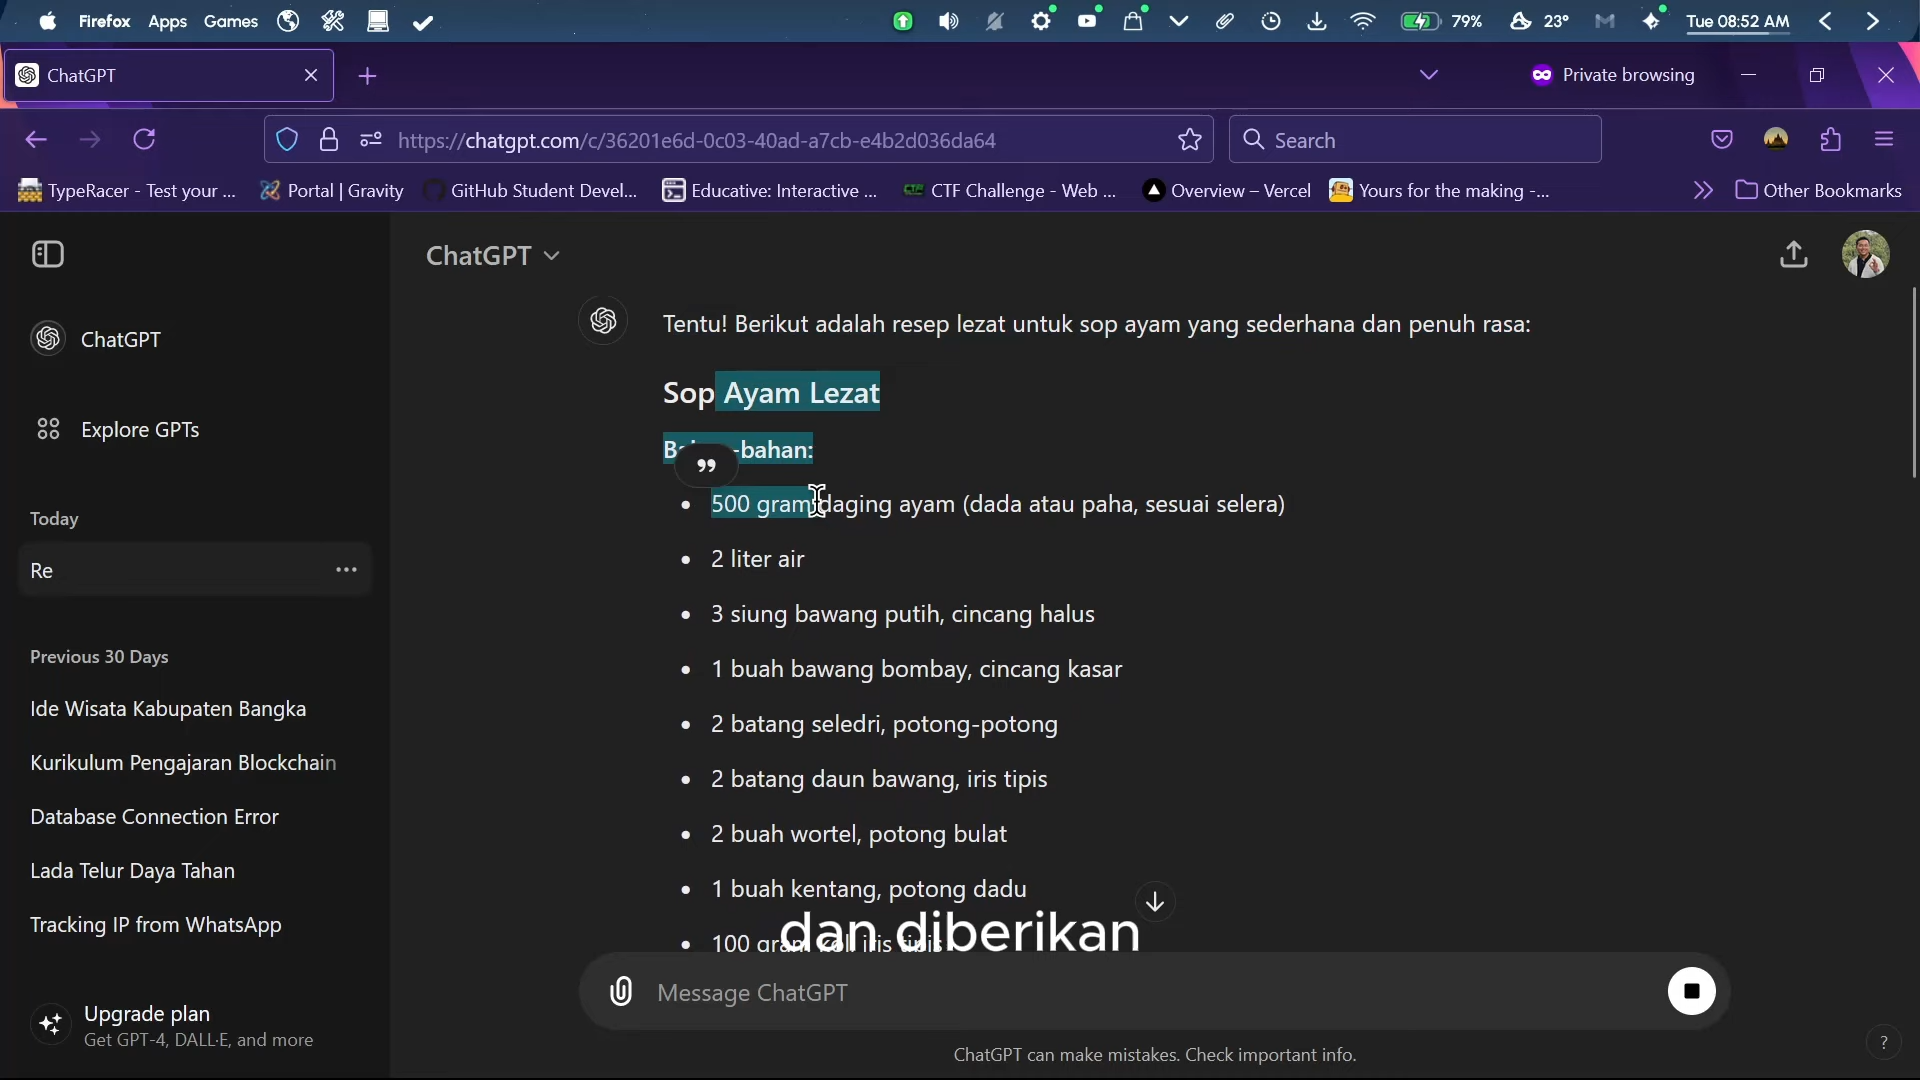 Firefox Apps Games 79% 23° Tue 08:52 AM
ChatGPT
Private browsing
https://chatgpt.com/c/36201e6d-0c03-40ad-a7cb-e4b2d036da64
Search
TypeRacer - Test your ...
Portal | Gravity
GitHub Student Devel...
Educative: Interactive ...
CTF Challenge - Web ...
Overview – Vercel
Yours for the making -...
Other Bookmarks
ChatGPT
Explore GPTs
Today
Re
Previous 30 Days
Ide Wisata Kabupaten Bangka
Kurikulum Pengajaran Blockchain
Database Connection Error
Lada Telur Daya Tahan
Tracking IP from WhatsApp
Upgrade plan
Get GPT-4, DALL·E, and more
ChatGPT
Tentu! Berikut adalah resep lezat untuk sop ayam yang sederhana dan penuh rasa:
Sop Ayam Lezat
-bahan:
500 gram daging ayam (dada atau paha, sesuai selera)
2 liter air
3 siung bawang putih, cincang halus
1 buah bawang bombay, cincang kasar
2 batang seledri, potong-potong
2 batang daun bawang, iris tipis
2 buah wortel, potong bulat
1 buah kentang, potong dadu
100 gram kol, iris tipis
dan diberikan
Message ChatGPT
ChatGPT can make mistakes. Check important info.
?